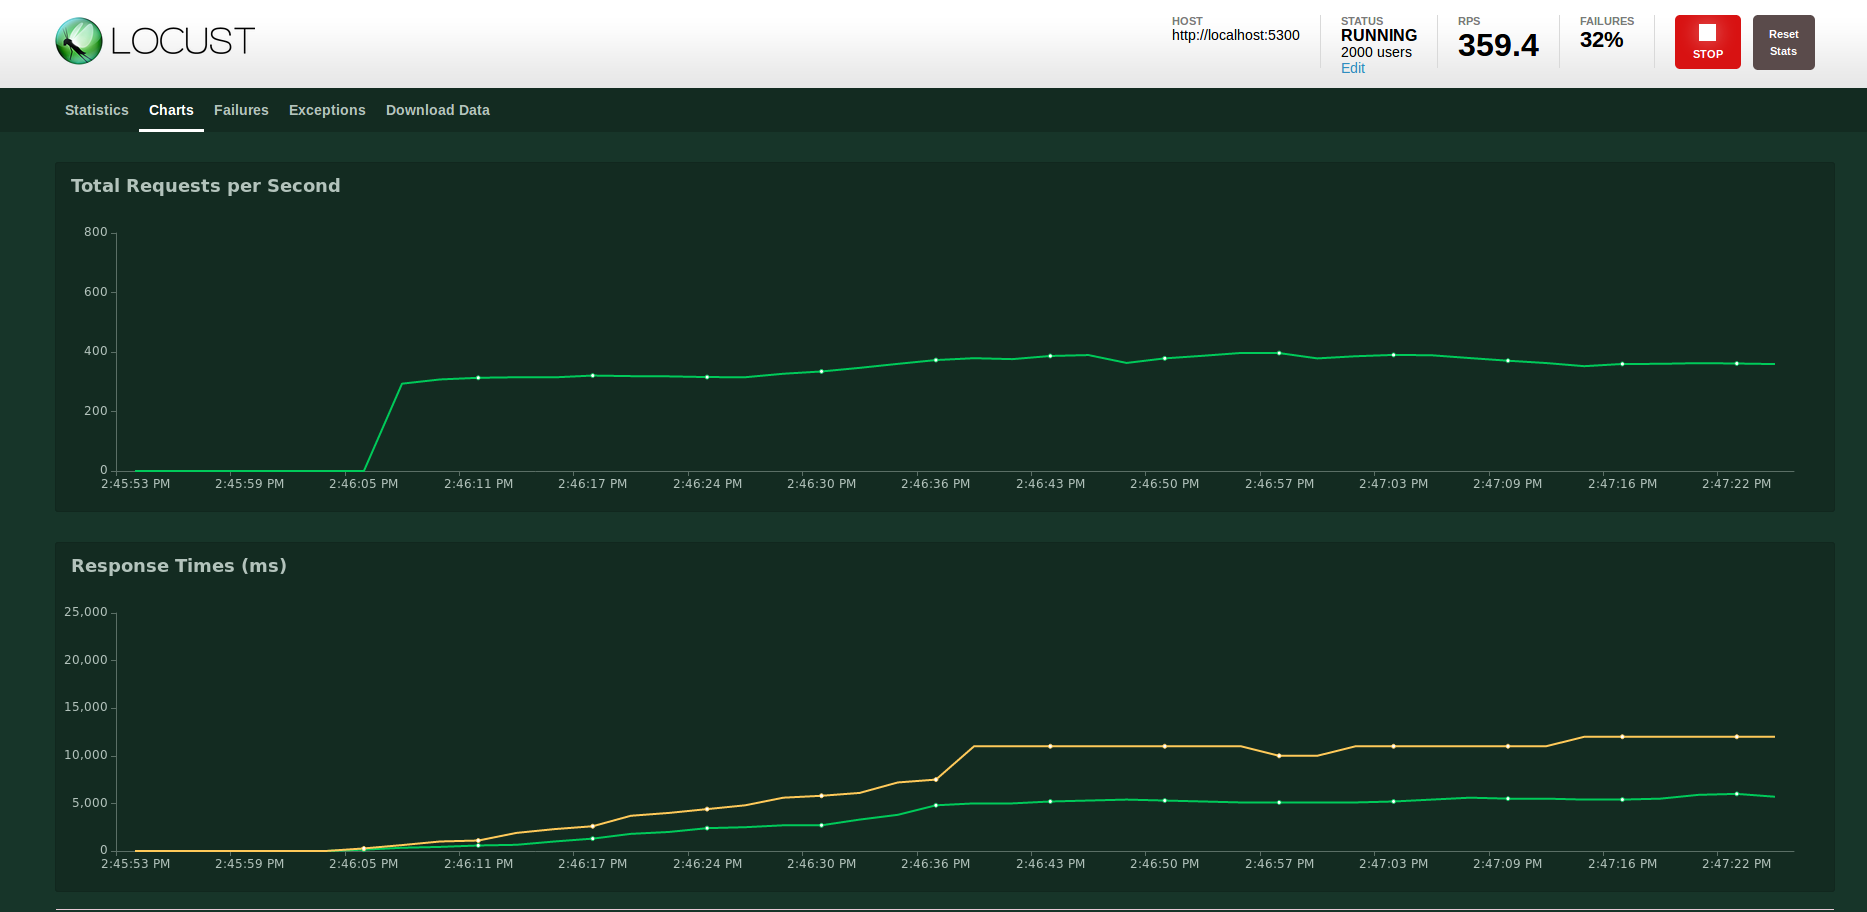 LOCUST
HOST
http://localhost:5300
STATUS
RUNNING
2000 users
Edit
RPS
359.4
FAILURES
32%
STOP
Reset
Stats
Statistics Charts Failures Exceptions Download Data
Total Requests per Second
800
600
400
200
0
2:45:53 PM 2:45:59 PM 2:46:05 PM 2:46:11 PM 2:46:17 PM 2:46:24 PM 2:46:30 PM 2:46:36 PM 2:46:43 PM 2:46:50 PM 2:46:57 PM 2:47:03 PM 2:47:09 PM 2:47:16 PM 2:47:22 PM
Response Times (ms)
25,000
20,000
15,000
10,000
5,000
0
2:45:53 PM 2:45:59 PM 2:46:05 PM 2:46:11 PM 2:46:17 PM 2:46:24 PM 2:46:30 PM 2:46:36 PM 2:46:43 PM 2:46:50 PM 2:46:57 PM 2:47:03 PM 2:47:09 PM 2:47:16 PM 2:47:22 PM